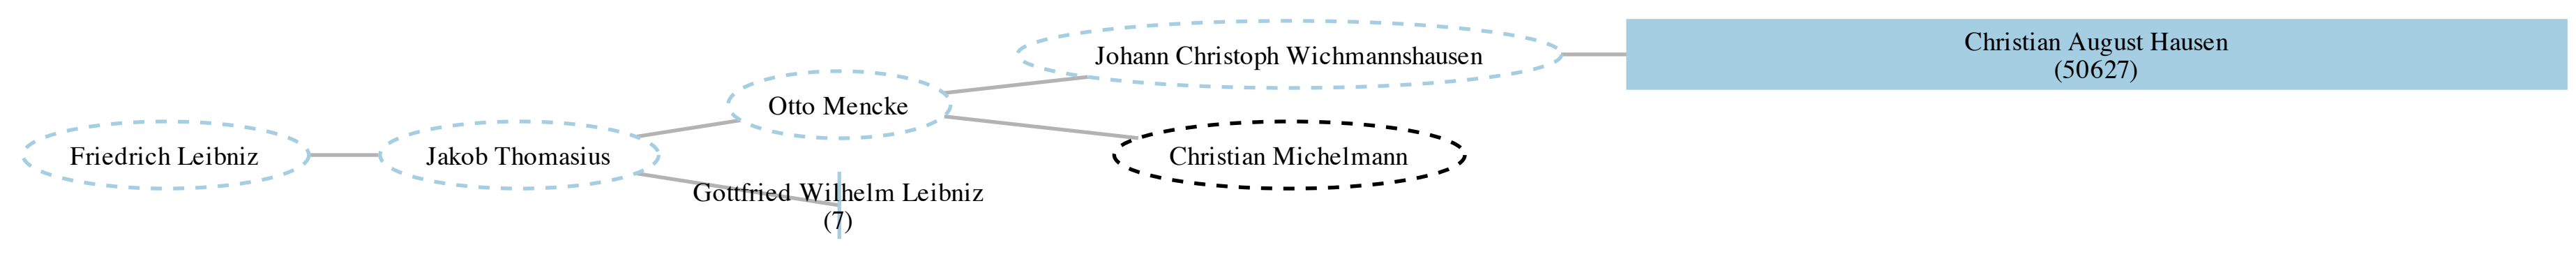 Christian August Hausen
(50627)
Johann Christoph Wichmannshausen
Otto Mencke
Friedrich Leibniz
Jakob Thomasius
Christian Michelmann
Gottfried Wilhelm Leibniz
(7)